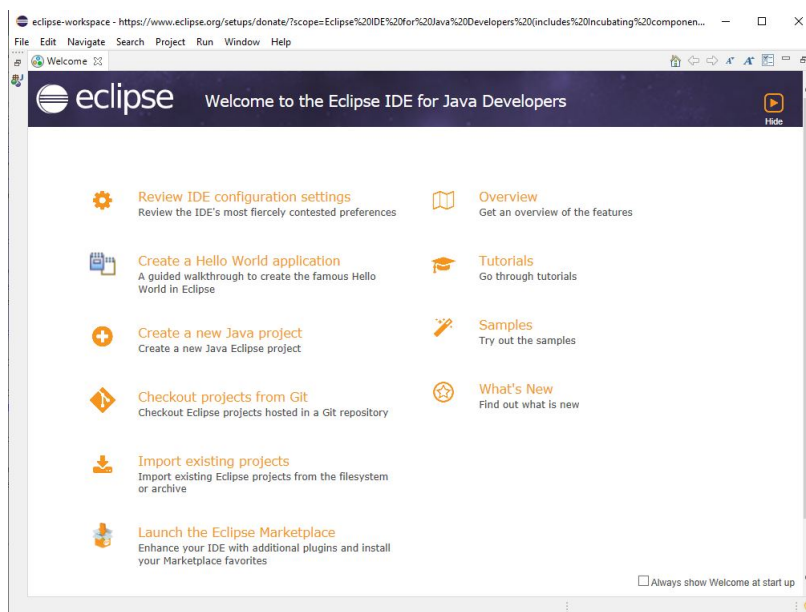 eclipse-workspace - https://www.eclipse.org/setups/donate/?scope=Eclipse%20IDE%20for%20Java%20Developers%20(includes%20Incubating%20componen...
File Edit Navigate Search Project Run Window Help
Welcome
eclipse Welcome to the Eclipse IDE for Java Developers
Hide
Review IDE configuration settings
Review the IDE's most fiercely contested preferences
Create a Hello World application
A guided walkthrough to create the famous Hello
World in Eclipse
Create a new Java project
Create a new Java Eclipse project
Checkout projects from Git
Checkout Eclipse projects hosted in a Git repository
Import existing projects
Import existing Eclipse projects from the filesystem
or archive
Launch the Eclipse Marketplace
Enhance your IDE with additional plugins and install
your Marketplace favorites
Overview
Get an overview of the features
Tutorials
Go through tutorials
Samples
Try out the samples
What's New
Find out what is new
Always show Welcome at start up